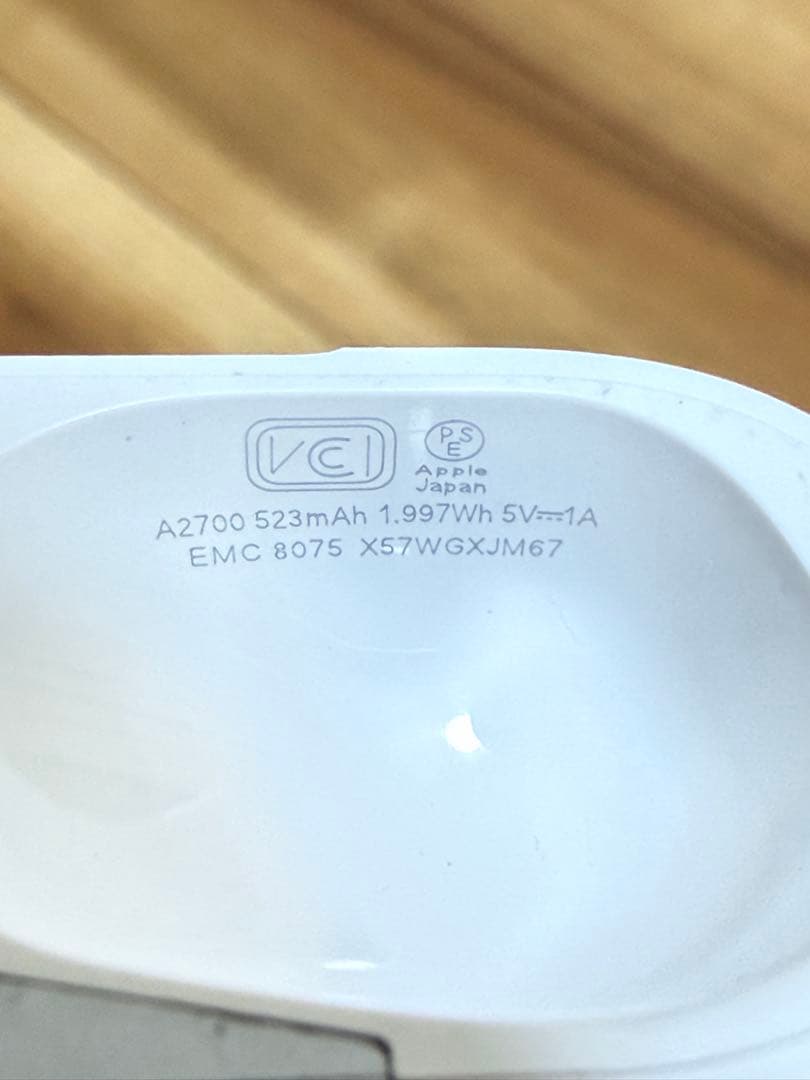 VCI
PSE
Apple
Japan
A2700 523mAh 1.997Wh 5V⎓1A
EMC 8075 X57WGXJM67